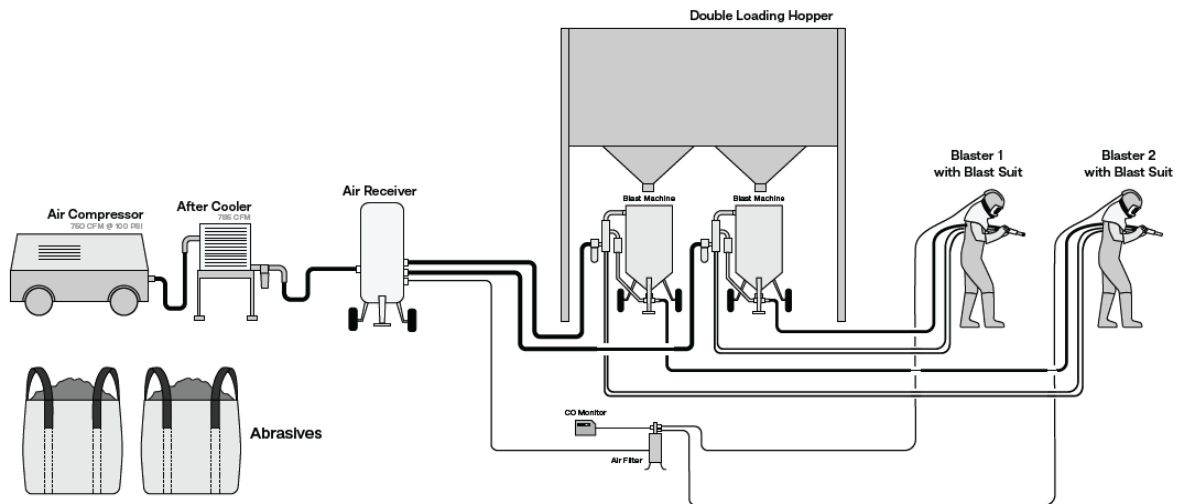 Double Loading Hopper
Blaster 1
with Blast Suit
Blaster 2
with Blast Suit
Air Receiver
Blast Machine
Blast Machine
After Cooler
785 CFM
Air Compressor
750 CFM @ 100 PSI
CO Monitor
Abrasives
Air Filter